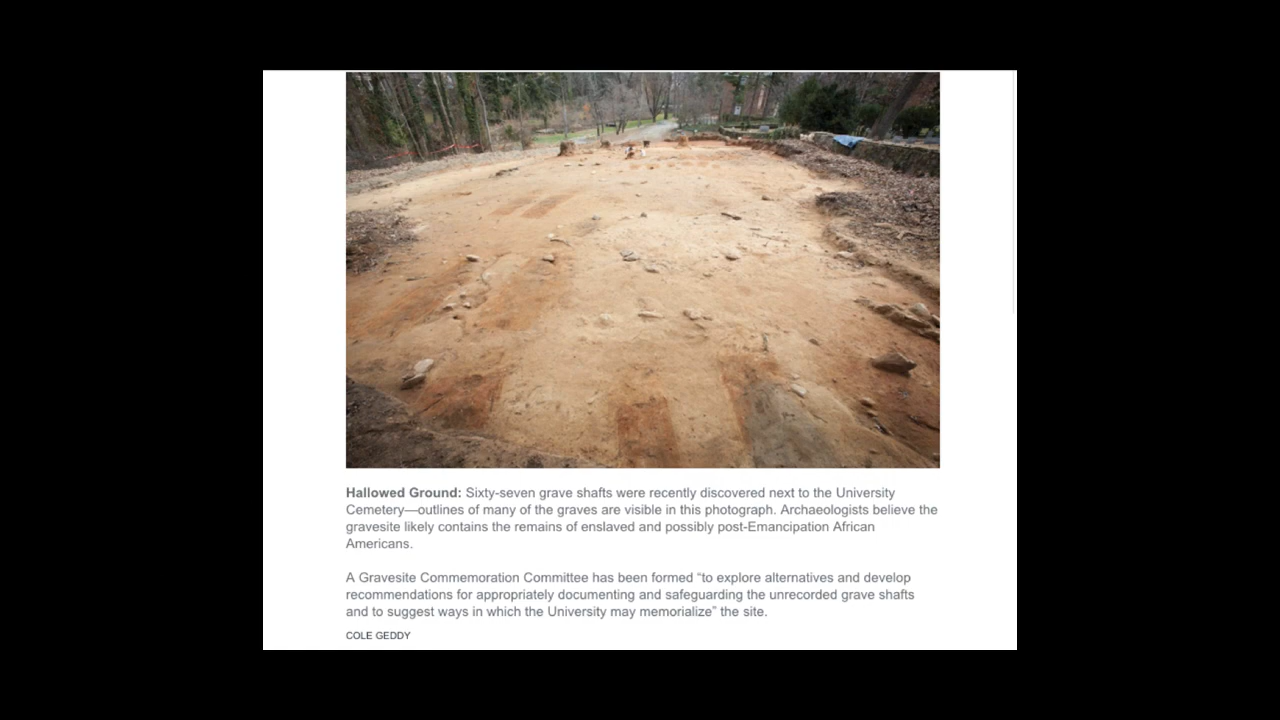 Hallowed Ground: Sixty-seven grave shafts were recently discovered next to the University
Cemetery—outlines of many of the graves are visible in this photograph. Archaeologists believe the
gravesite likely contains the remains of enslaved and possibly post-Emancipation African
Americans.
A Gravesite Commemoration Committee has been formed “to explore alternatives and develop
recommendations for appropriately documenting and safeguarding the unrecorded grave shafts
and to suggest ways in which the University may memorialize” the site.
COLE GEDDY